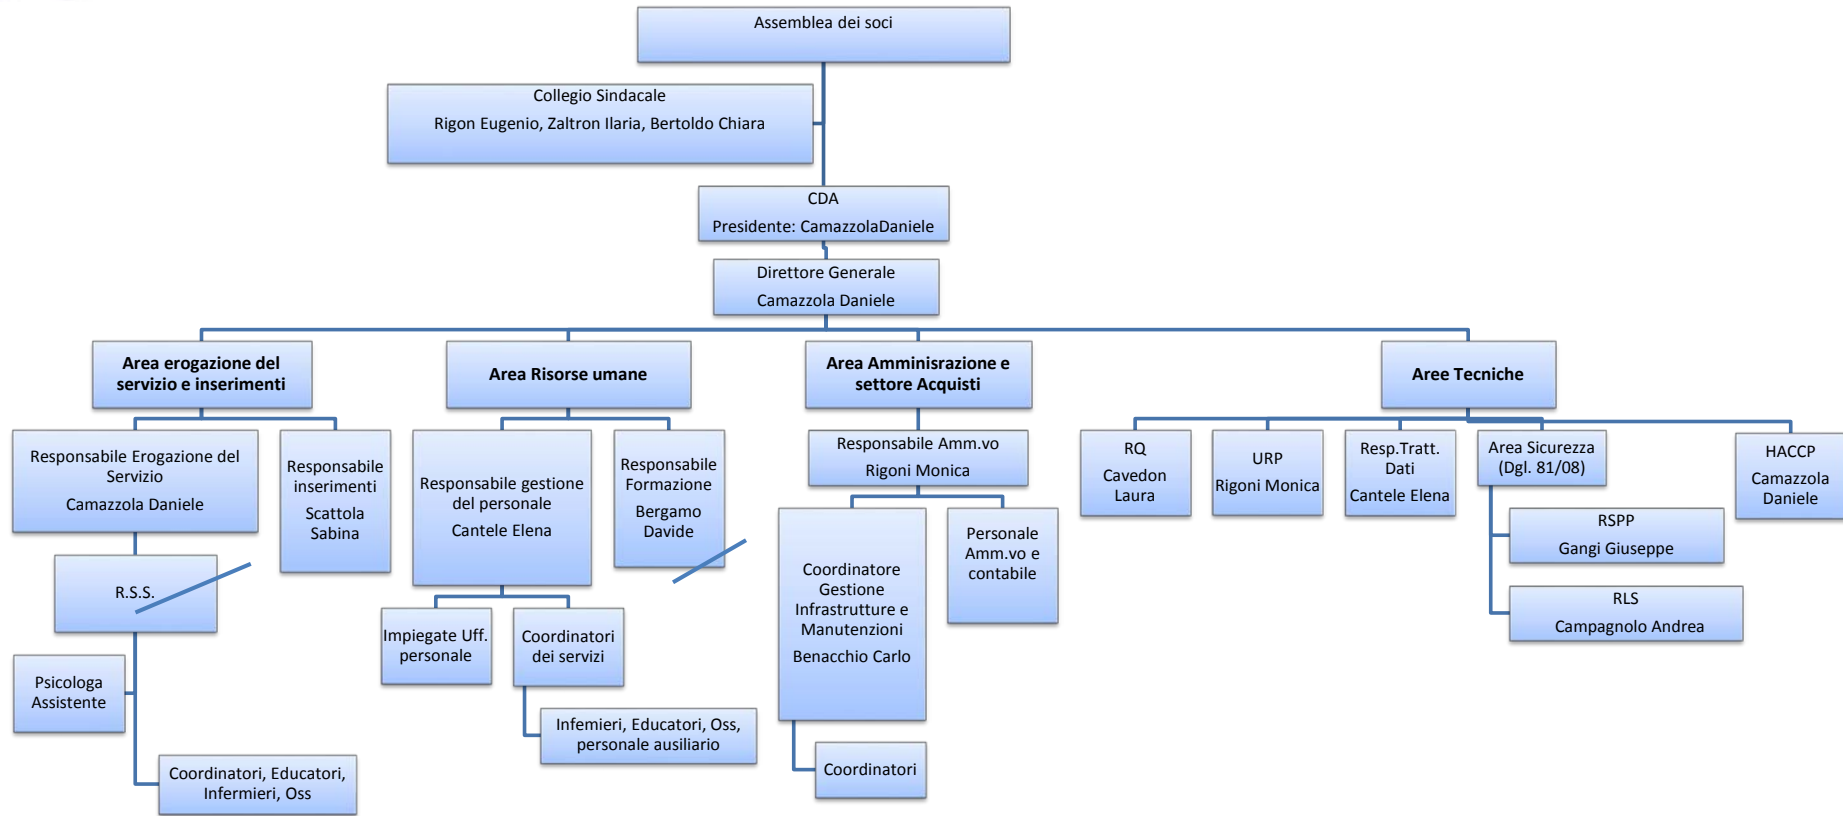 Assemblea dei soci
Collegio Sindacale
Rigon Eugenio, Zaltron Ilaria, Bertoldo Chiara
CDA
Presidente: CamazzolaDaniele
Direttore Generale
Camazzola Daniele
Area erogazione del
servizio e inserimenti
Responsabile Erogazione del
Servizio
Camazzola Daniele
R.S.S.
Psicologa
Assistente
Coordinatori, Educatori,
Infermieri, Oss
Responsabile
inserimenti
Scattola
Sabina
Area Risorse umane
Responsabile gestione
del personale
Cantele Elena
Impiegate Uff.
personale
Coordinatori
dei servizi
Infemieri, Educatori, Oss,
personale ausiliario
Responsabile
Formazione
Bergamo
Davide
Area Amminisrazione e
settore Acquisti
Responsabile Amm.vo
Rigoni Monica
Coordinatore
Gestione
Infrastrutture e
Manutenzioni
Benacchio Carlo
Coordinatori
Personale
Amm.vo e
contabile
Aree Tecniche
RQ
Cavedon
Laura
URP
Rigoni Monica
Resp.Tratt.
Dati
Cantele Elena
Area Sicurezza
(Dgl. 81/08)
RSPP
Gangi Giuseppe
RLS
Campagnolo Andrea
HACCP
Camazzola
Daniele